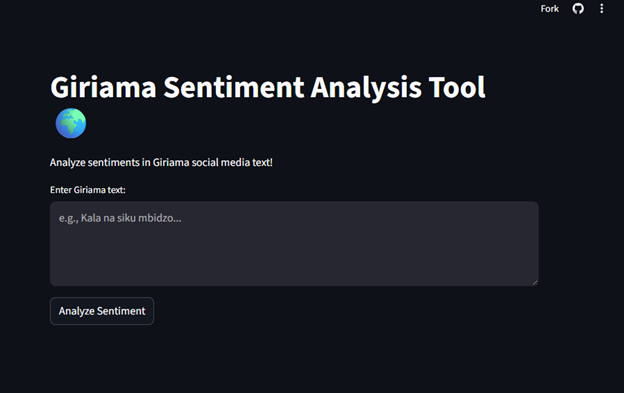 Fork
Giriama Sentiment Analysis Tool
Analyze sentiments in Giriama social media text!
Enter Giriama text:
e.g., Kala na siku mbidzo...
Analyze Sentiment